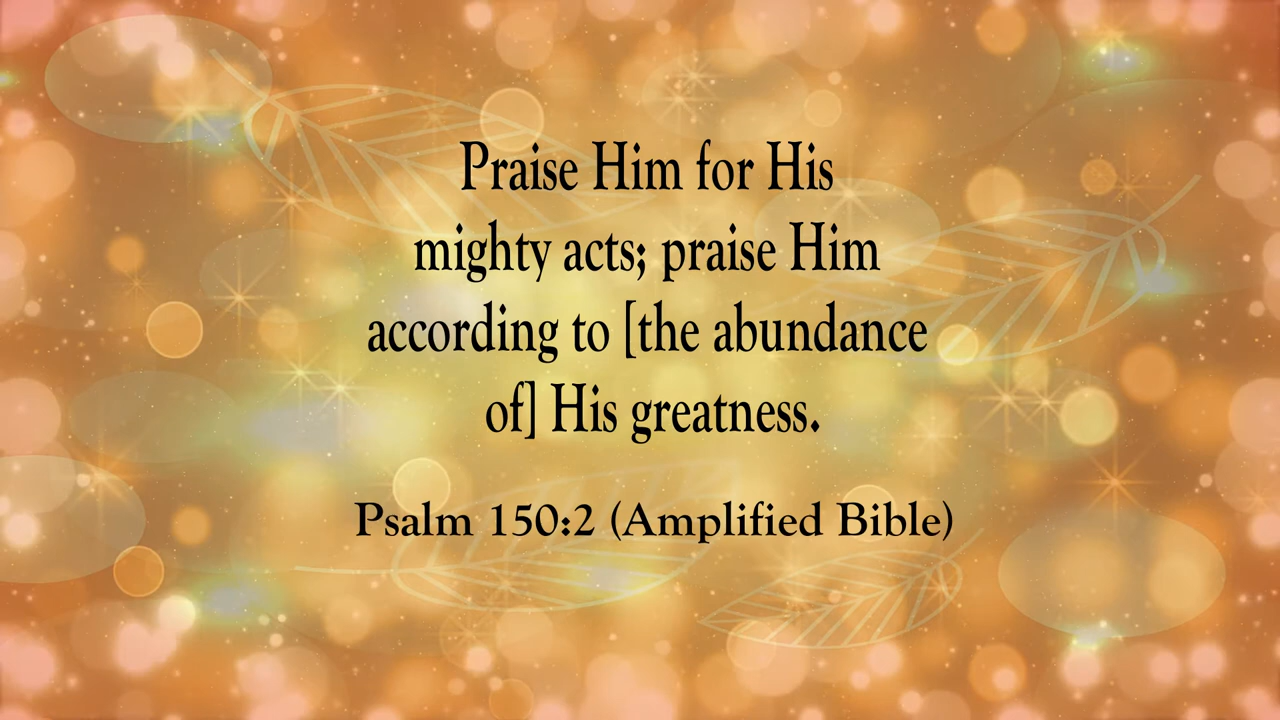 Praise Him for His
mighty acts; praise Him
according to [the abundance
of] His greatness.
Psalm 150:2 (Amplified Bible)